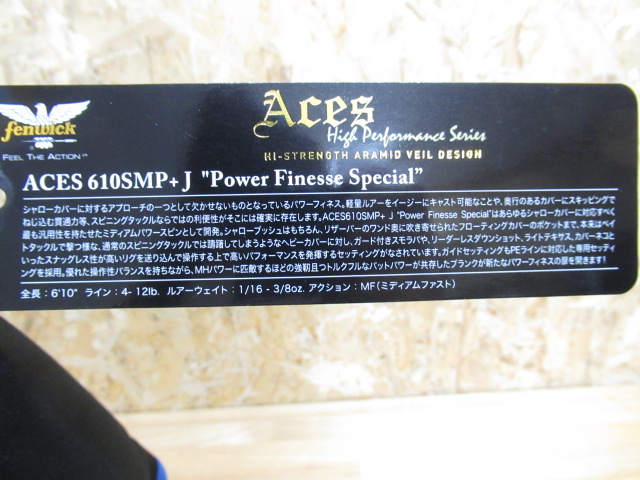 fenwick
FEEL THE ACTION
Aces
High Performance Series
HI-STRENGTH ARAMID VEIL DESIGN
ACES 610SMP+J "Power Finesse Special"
シャローカバーに対するアプローチの一つとして欠かせないものとなっているパワーフィネス。軽量ルアーをイージーにキャスト可能なことや、奥行のあるカバーにスキッピングで
ねじ込む貫通力等、スピニングタックルならではの利便性がそこには確実に存在します。ACES610SMP+ J "Power Finesse Special"はあらゆるシャローカバーに対応すべく
最も汎用性を持たせたミディアムパワースピンとして開発。シャローブッシュはもちろん、リザーバーのワンド奥に吹き寄せられたフローティングカバーのポケットまで、本来はベイ
トタックルで撃つ様な、通常のスピニングタックルでは躊躇してしまうようなヘビーカバーに対し、ガード付きスモラバや、リーダーレスダウンショット、ライトテキサス、カバーネコと
いったスナッグレス性が高いリグを送り込んで操作する上で高いパフォーマンスを発揮するセッティングがなされています。ガイドセッティングもPEラインに対応した専用セッティ
ングを採用。優れた操作性バランスを持ちながら、MHパワーに匹敵するほどの強靭且つトルクフルなバットパワーが共存したブランクが新たなパワーフィネスの扉を開きます!
全長:6'10" ライン:4-12lb. ルアーウェイト:1/16 - 3/8oz. アクション:MF(ミディアムファスト)